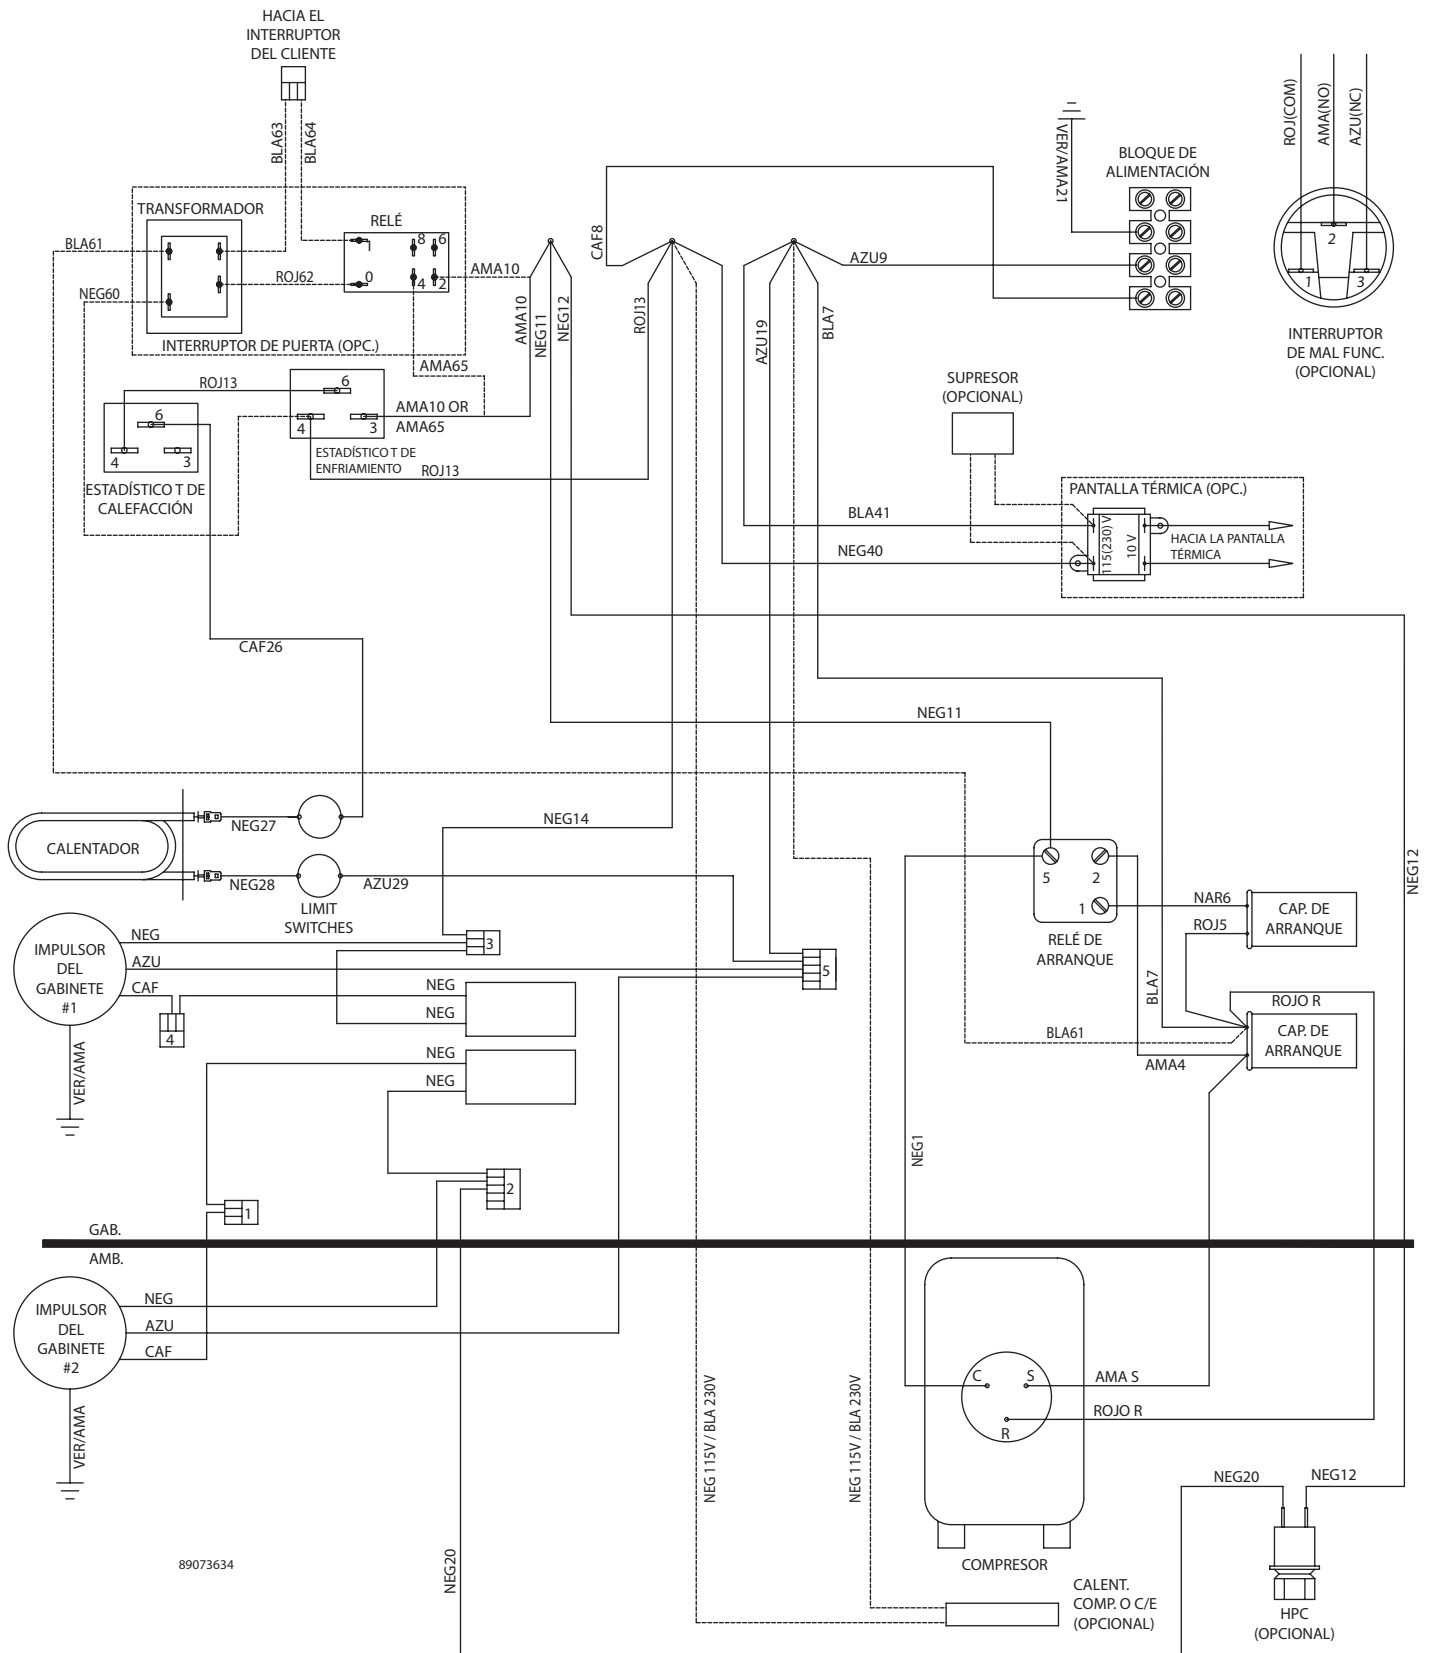 HACIA EL
INTERRUPTOR
DEL CLIENTE
BLA63
BLA64
TRANSFORMADOR
RELÉ
BLA61
NEG60
ROJ62
1
0
8
6
4
2
AMA10
INTERRUPTOR DE PUERTA (OPC.)
AMA65
ROJ13
6
4
3
AMA10 OR
AMA65
ESTADÍSTICO T DE
ENFRIAMIENTO
ROJ13
6
4
3
ESTADÍSTICO T DE
CALEFACCIÓN
CAF26
AMA10
NEG11
NEG12
CAF8
ROJ13
AZU19
BLA7
AZU9
VER/AMA21
BLOQUE DE
ALIMENTACIÓN
ROJ(COM)
AMA(NO)
AZU(NC)
2
1
3
INTERRUPTOR
DE MAL FUNC.
(OPCIONAL)
SUPRESOR
(OPCIONAL)
PANTALLA TÉRMICA (OPC.)
BLA41
NEG40
115(230) V
10 V
HACIA LA PANTALLA
TÉRMICA
NEG11
NEG14
CALENTADOR
NEG27
NEG28
AZU29
LIMIT
SWITCHES
IMPULSOR
DEL
GABINETE
#1
NEG
AZU
CAF
VER/AMA
4
3
5
NEG
NEG
NEG
NEG
2
1
5
2
1
RELÉ DE
ARRANQUE
NAR6
ROJ5
CAP. DE
ARRANQUE
NEG12
BLA7
ROJO R
CAP. DE
ARRANQUE
BLA61
AMA4
NEG1
GAB.
AMB.
IMPULSOR
DEL
GABINETE
#2
NEG
AZU
CAF
VER/AMA
NEG 115V / BLA 230V
NEG 115V / BLA 230V
C
S
R
AMA S
ROJO R
COMPRESOR
NEG20
NEG12
HPC
(OPCIONAL)
CALENT.
COMP. O C/E
(OPCIONAL)
NEG20
89073634